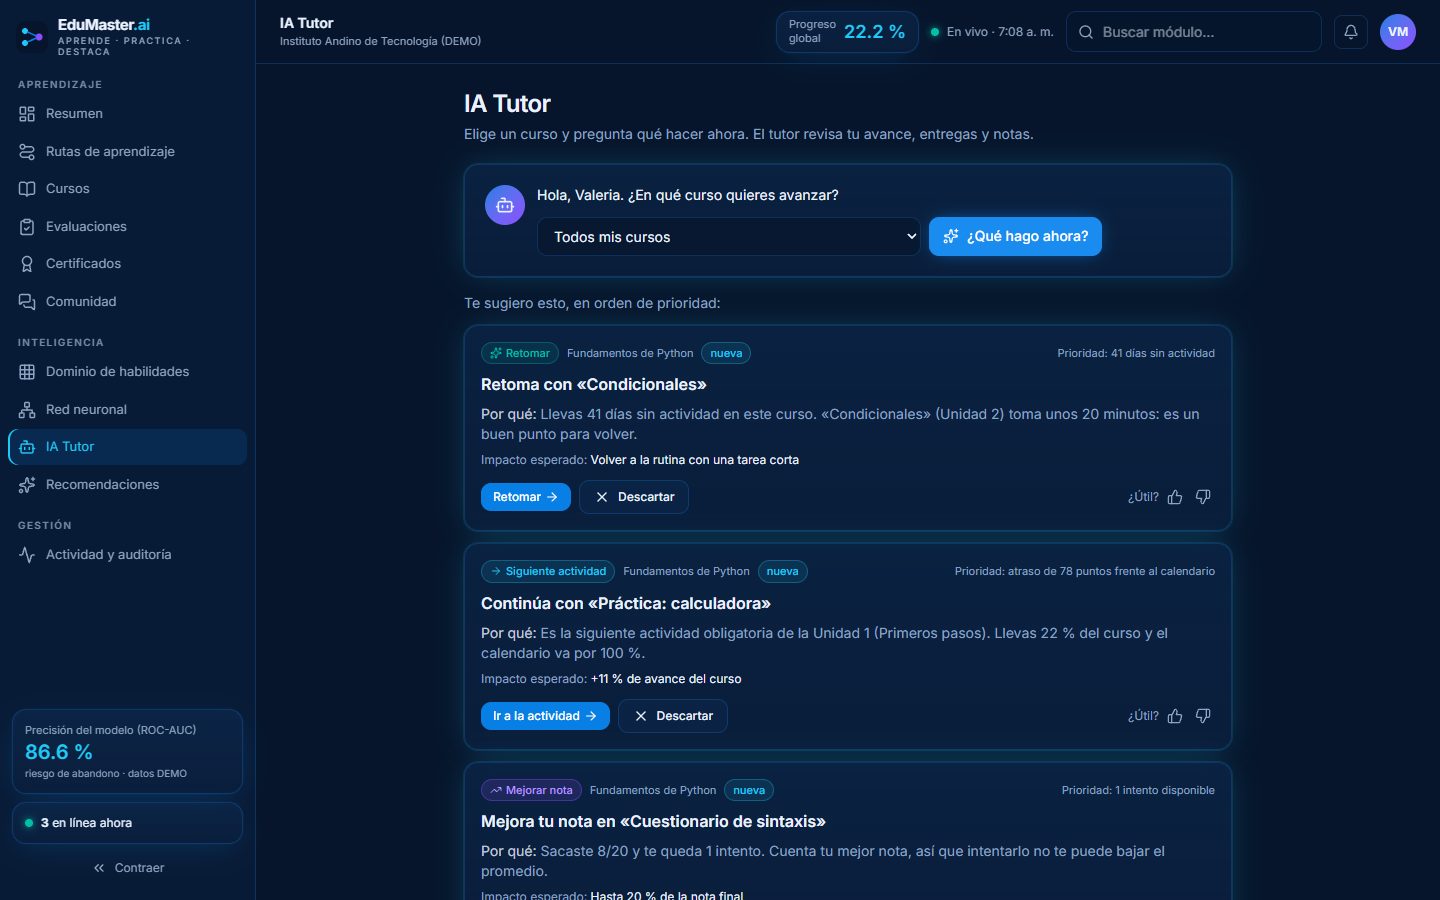 EduMaster.ai
APRENDE · PRACTICA ·
DESTACA
APRENDIZAJE
Resumen
Rutas de aprendizaje
Cursos
Evaluaciones
Certificados
Comunidad
INTELIGENCIA
Dominio de habilidades
Red neuronal
IA Tutor
Recomendaciones
GESTIÓN
Actividad y auditoría
Precisión del modelo (ROC-AUC)
86.6 %
riesgo de abandono · datos DEMO
3 en línea ahora
Contraer
IA Tutor
Instituto Andino de Tecnología (DEMO)
Progreso
global
22.2 %
En vivo · 7:08 a. m.
Buscar módulo...
VM
IA Tutor
Elige un curso y pregunta qué hacer ahora. El tutor revisa tu avance, entregas y notas.
Hola, Valeria. ¿En qué curso quieres avanzar?
Todos mis cursos
¿Qué hago ahora?
Te sugiero esto, en orden de prioridad:
Retomar Fundamentos de Python nueva Prioridad: 41 días sin actividad
Retoma con «Condicionales»
Por qué: Llevas 41 días sin actividad en este curso. «Condicionales» (Unidad 2) toma unos 20 minutos: es un
buen punto para volver.
Impacto esperado: Volver a la rutina con una tarea corta
Retomar Descartar ¿Útil?
Siguiente actividad Fundamentos de Python nueva Prioridad: atraso de 78 puntos frente al calendario
Continúa con «Práctica: calculadora»
Por qué: Es la siguiente actividad obligatoria de la Unidad 1 (Primeros pasos). Llevas 22 % del curso y el
calendario va por 100 %.
Impacto esperado: +11 % de avance del curso
Ir a la actividad Descartar ¿Útil?
Mejorar nota Fundamentos de Python nueva Prioridad: 1 intento disponible
Mejora tu nota en «Cuestionario de sintaxis»
Por qué: Sacaste 8/20 y te queda 1 intento. Cuenta tu mejor nota, así que intentarlo no te puede bajar el
promedio.
Impacto esperado: Hasta 20 % de la nota final